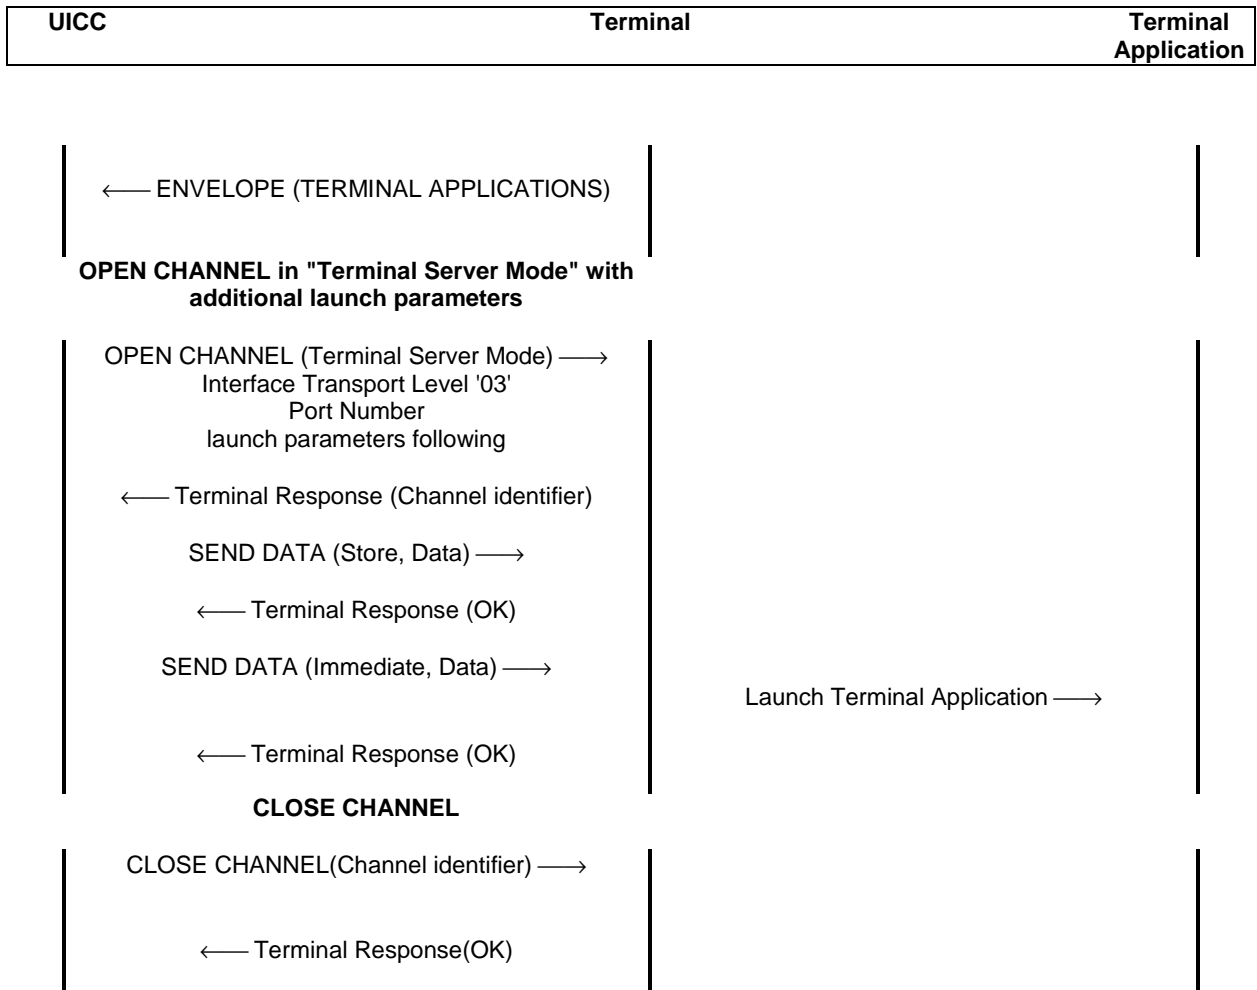 UICC Terminal Terminal
Application
←── ENVELOPE (TERMINAL APPLICATIONS)
OPEN CHANNEL in "Terminal Server Mode" with
additional launch parameters
OPEN CHANNEL (Terminal Server Mode) ──→
Interface Transport Level '03'
Port Number
launch parameters following
←── Terminal Response (Channel identifier)
SEND DATA (Store, Data) ──→
←── Terminal Response (OK)
SEND DATA (Immediate, Data) ──→
Launch Terminal Application ──→
←── Terminal Response (OK)
CLOSE CHANNEL
CLOSE CHANNEL(Channel identifier) ──→
←── Terminal Response(OK)